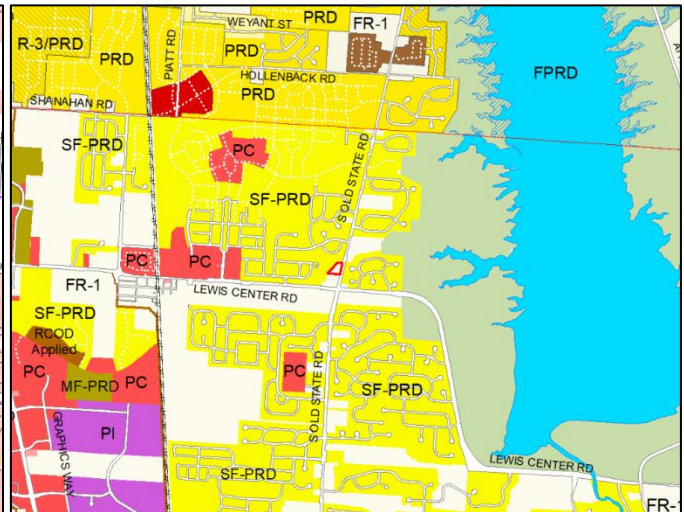 WEYANT ST
PRD
FR-1
R-3/PRD
PRD
PIATT RD
PRD
FPRD
HOLLENBACK RD
PRD
SHANAHAN RD
SF-PRD
PC
S OLD STATE RD
SF-PRD
PC
PC
FR-1
LEWIS CENTER RD
SF-PRD
RCOD
Applied
PC
MF-PRD
PC
PC
S OLD STATE RD
SF-PRD
GRAPHICS WAY
PI
SF-PRD
LEWIS CENTER RD
FR-1